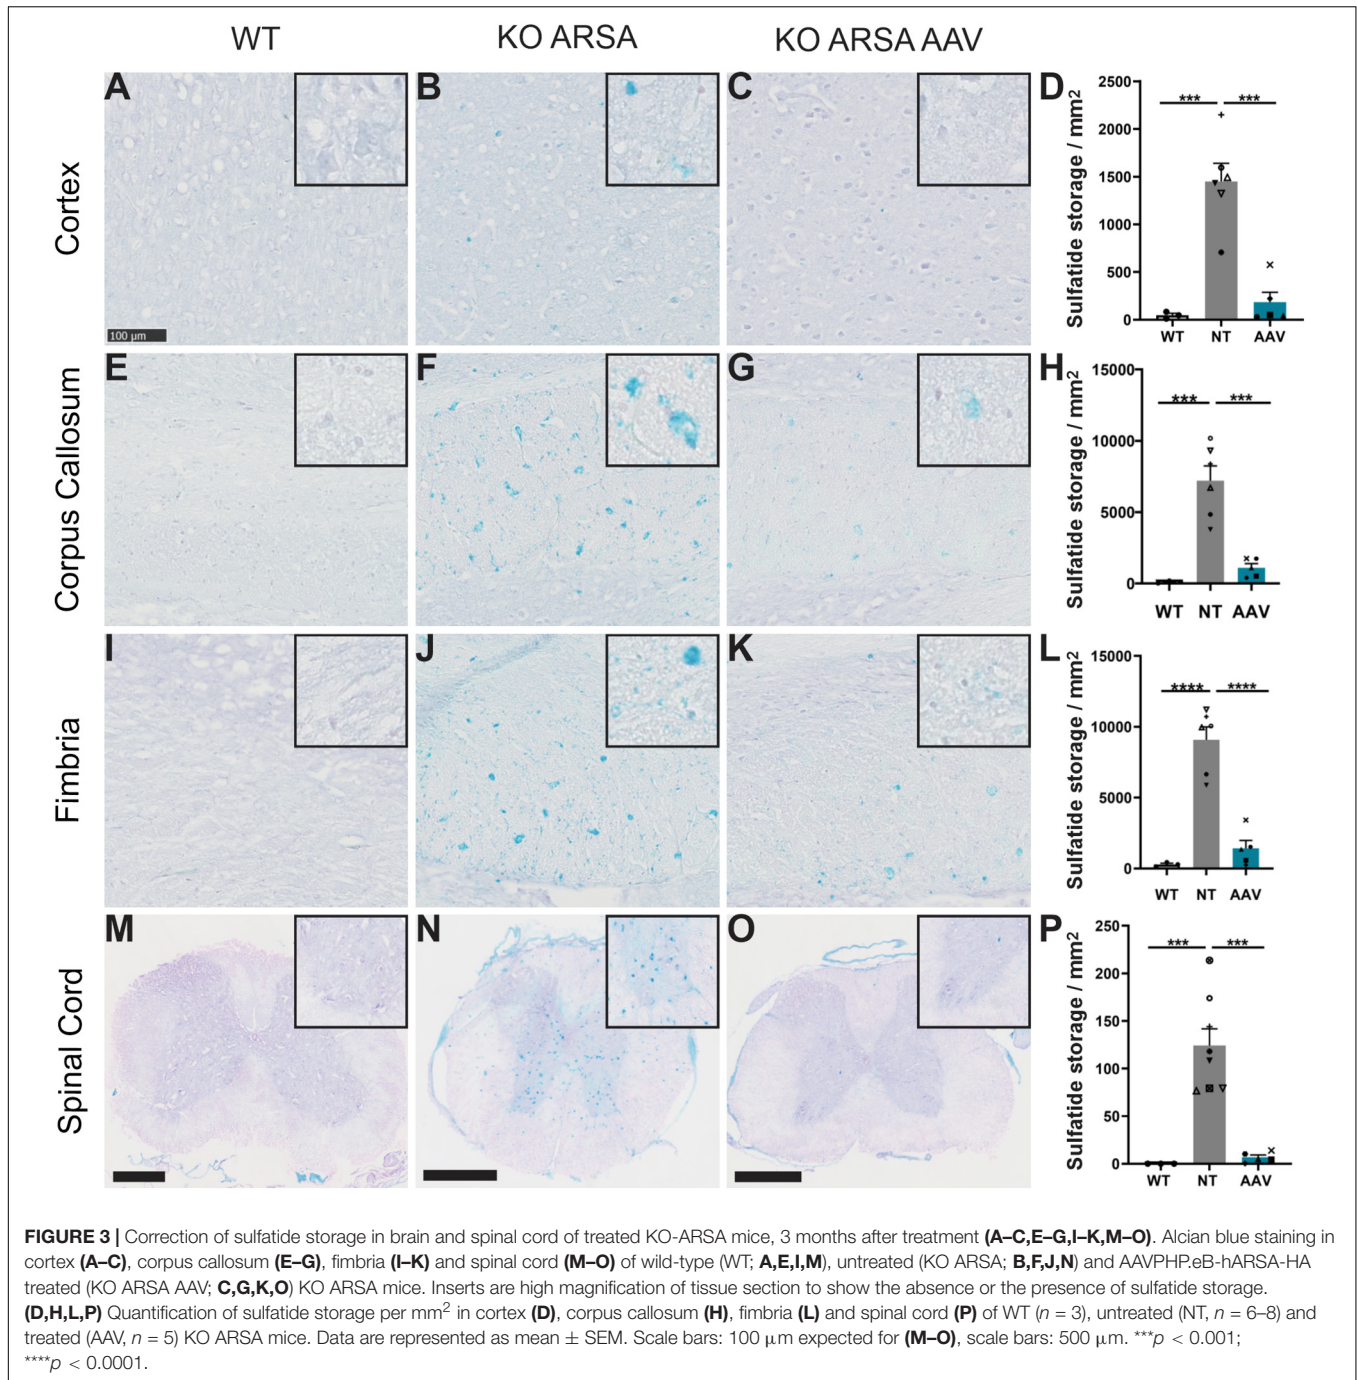 WT KO ARSA KO ARSA AAV
Cortex
A B C D
100 µm
Sulfatide storage / mm²
2500
2000
1500
1000
500
0
*** ***
WT NT AAV
Corpus Callosum
E F G H
Sulfatide storage / mm²
15000
10000
5000
0
*** ***
WT NT AAV
Fimbria
I J K L
Sulfatide storage / mm²
15000
10000
5000
0
**** ****
WT NT AAV
Spinal Cord
M N O P
Sulfatide storage / mm²
250
200
150
100
50
0
*** ***
WT NT AAV
FIGURE 3 | Correction of sulfatide storage in brain and spinal cord of treated KO-ARSA mice, 3 months after treatment (A–C,E–G,I–K,M–O). Alcian blue staining in
cortex (A–C), corpus callosum (E–G), fimbria (I–K) and spinal cord (M–O) of wild-type (WT; A,E,I,M), untreated (KO ARSA; B,F,J,N) and AAVPHP.eB-hARSA-HA
treated (KO ARSA AAV; C,G,K,O) KO ARSA mice. Inserts are high magnification of tissue section to show the absence or the presence of sulfatide storage.
(D,H,L,P) Quantification of sulfatide storage per mm² in cortex (D), corpus callosum (H), fimbria (L) and spinal cord (P) of WT (n = 3), untreated (NT, n = 6–8) and
treated (AAV, n = 5) KO ARSA mice. Data are represented as mean ± SEM. Scale bars: 100 µm expected for (M–O), scale bars: 500 µm. ***p < 0.001;
****p < 0.0001.